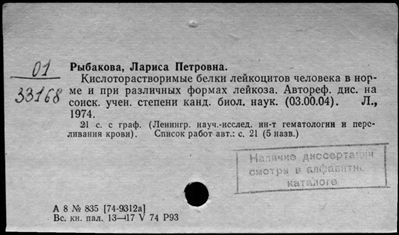 01
33168
Рыбакова, Лариса Петровна.
Кислоторастворимые белки лейкоцитов человека в нор-
ме и при различных формах лейкоза. Автореф. дис. на
соиск. учен. степени канд. биол. наук. (03.00.04). Л.,
1974.
21 с. с граф. (Ленингр. науч.-исслед. ин-т гематологии и перс-
ливания крови). Список работ авт.: с. 21 (5 назв.)
Наличие диссертации
смотри в алфавитн.
каталоге
А 8 № 835 [74-9312а]
Вс. кн. пал. 13—17 V 74 Р93